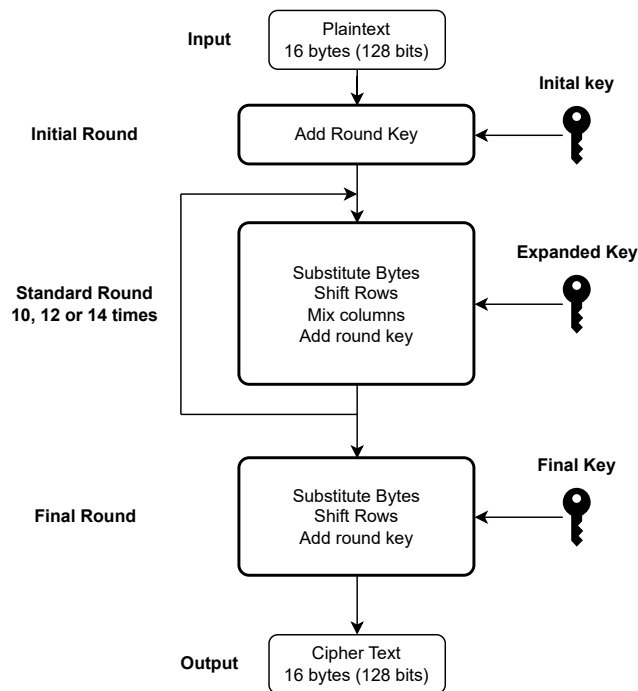 Input
Plaintext
16 bytes (128 bits)
Inital key
Initial Round
Add Round Key
Expanded Key
Standard Round
10, 12 or 14 times
Substitute Bytes
Shift Rows
Mix columns
Add round key
Final Key
Final Round
Substitute Bytes
Shift Rows
Add round key
Output
Cipher Text
16 bytes (128 bits)